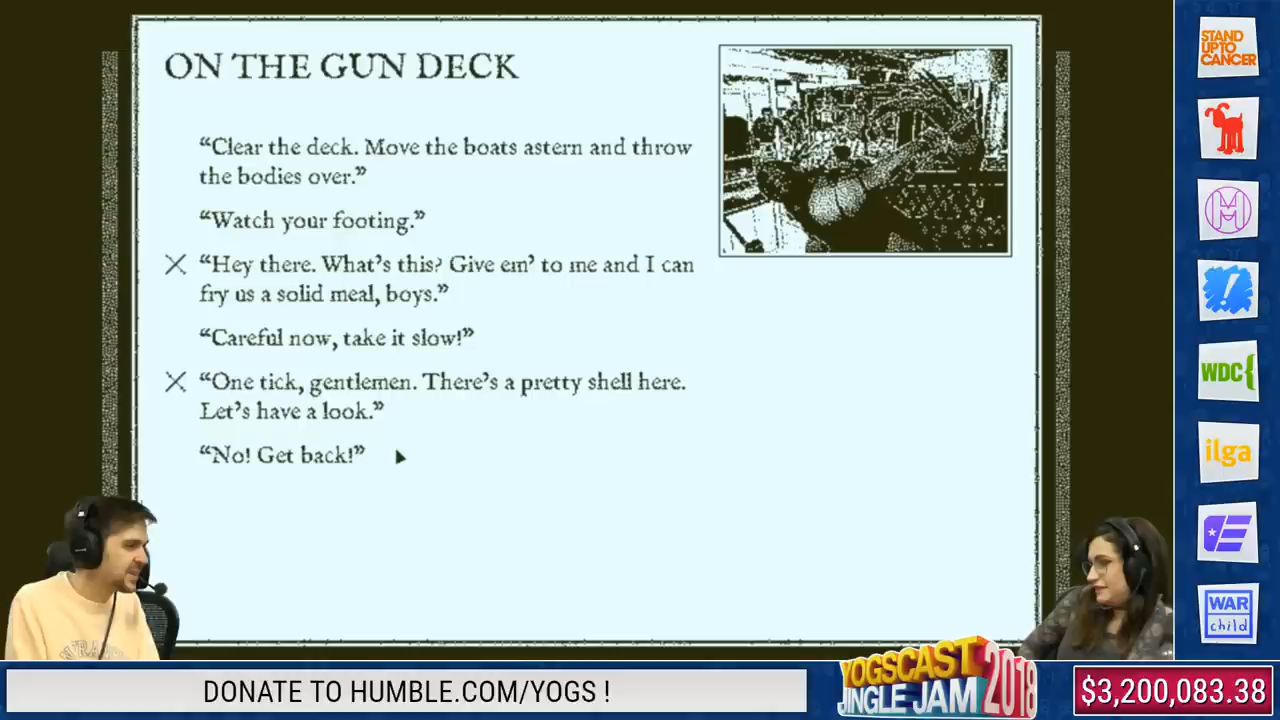 ON THE GUN DECK
“Clear the deck. Move the boats astern and throw
the bodies over.”
“Watch your footing.”
“Hey there. What’s this? Give em’ to me and I can
fry us a solid meal, boys.”
“Careful now, take it slow!”
“One tick, gentlemen. There’s a pretty shell here.
Let’s have a look.”
“No! Get back!”
STAND
UP TO
CANCER
WDC
ilga
WAR
child
DONATE TO HUMBLE.COM/YOGS !
YOGSCAST
JINGLE JAM 2018
$3,200,083.38